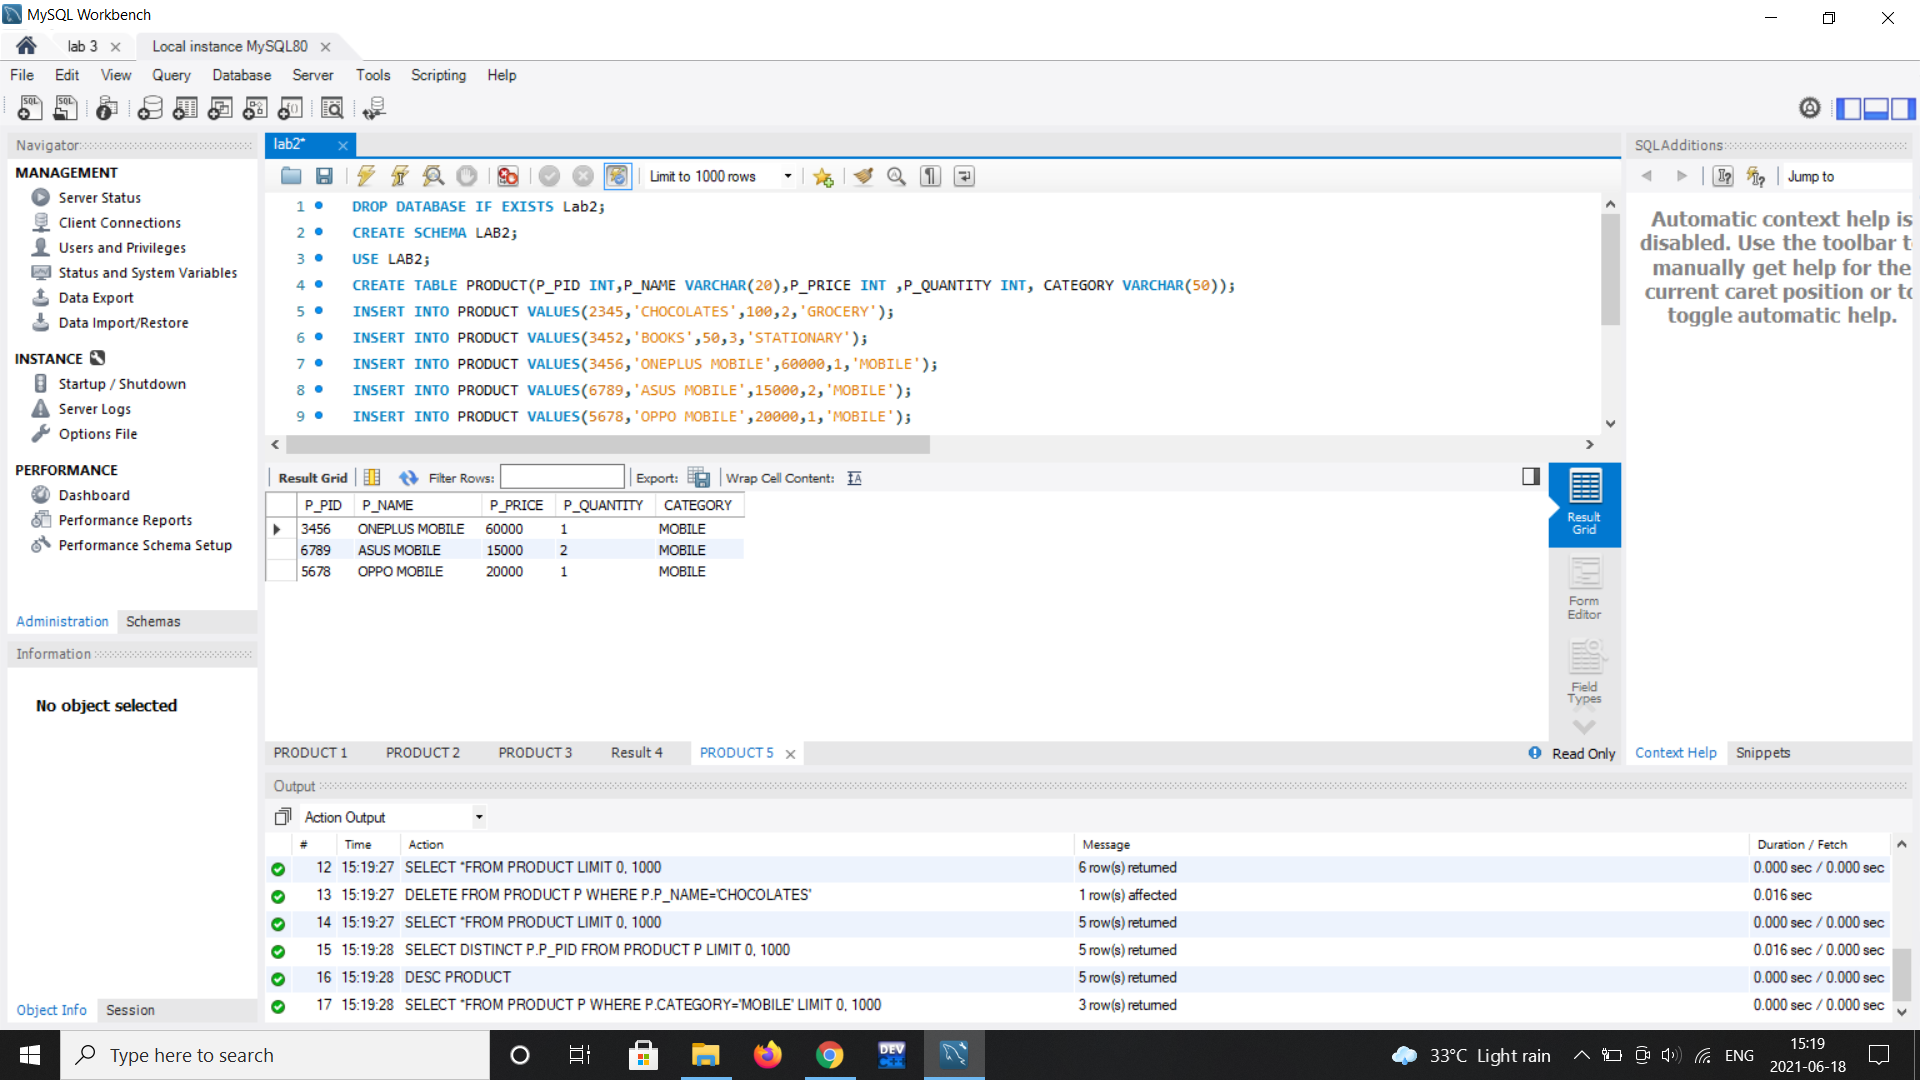 MySQL Workbench
lab 3
Local instance MySQL80
File Edit View Query Database Server Tools Scripting Help
Navigator
MANAGEMENT
Server Status
Client Connections
Users and Privileges
Status and System Variables
Data Export
Data Import/Restore
INSTANCE
Startup / Shutdown
Server Logs
Options File
PERFORMANCE
Dashboard
Performance Reports
Performance Schema Setup
Administration Schemas
Information
No object selected
Object Info Session
lab2*
Limit to 1000 rows
1 DROP DATABASE IF EXISTS Lab2;
2 CREATE SCHEMA LAB2;
3 USE LAB2;
4 CREATE TABLE PRODUCT(P_PID INT,P_NAME VARCHAR(20),P_PRICE INT ,P_QUANTITY INT, CATEGORY VARCHAR(50));
5 INSERT INTO PRODUCT VALUES(2345,'CHOCOLATES',100,2,'GROCERY');
6 INSERT INTO PRODUCT VALUES(3452,'BOOKS',50,3,'STATIONARY');
7 INSERT INTO PRODUCT VALUES(3456,'ONEPLUS MOBILE',60000,1,'MOBILE');
8 INSERT INTO PRODUCT VALUES(6789,'ASUS MOBILE',15000,2,'MOBILE');
9 INSERT INTO PRODUCT VALUES(5678,'OPPO MOBILE',20000,1,'MOBILE');
Result Grid Filter Rows: Export: Wrap Cell Content:
P_PID P_NAME P_PRICE P_QUANTITY CATEGORY
3456 ONEPLUS MOBILE 60000 1 MOBILE
6789 ASUS MOBILE 15000 2 MOBILE
5678 OPPO MOBILE 20000 1 MOBILE
Result
Grid
Form
Editor
Field
Types
PRODUCT 1 PRODUCT 2 PRODUCT 3 Result 4 PRODUCT 5
Read Only
SQLAdditions
Jump to
Automatic context help is
disabled. Use the toolbar t
manually get help for the
current caret position or to
toggle automatic help.
Context Help Snippets
Output
Action Output
# Time Action Message Duration / Fetch
12 15:19:27 SELECT *FROM PRODUCT LIMIT 0, 1000 6 row(s) returned 0.000 sec / 0.000 sec
13 15:19:27 DELETE FROM PRODUCT P WHERE P.P_NAME='CHOCOLATES' 1 row(s) affected 0.016 sec
14 15:19:27 SELECT *FROM PRODUCT LIMIT 0, 1000 5 row(s) returned 0.000 sec / 0.000 sec
15 15:19:28 SELECT DISTINCT P.P_PID FROM PRODUCT P LIMIT 0, 1000 5 row(s) returned 0.016 sec / 0.000 sec
16 15:19:28 DESC PRODUCT 5 row(s) returned 0.000 sec / 0.000 sec
17 15:19:28 SELECT *FROM PRODUCT P WHERE P.CATEGORY='MOBILE' LIMIT 0, 1000 3 row(s) returned 0.000 sec / 0.000 sec
Type here to search
DEV
C++
33°C Light rain
ENG
15:19
2021-06-18